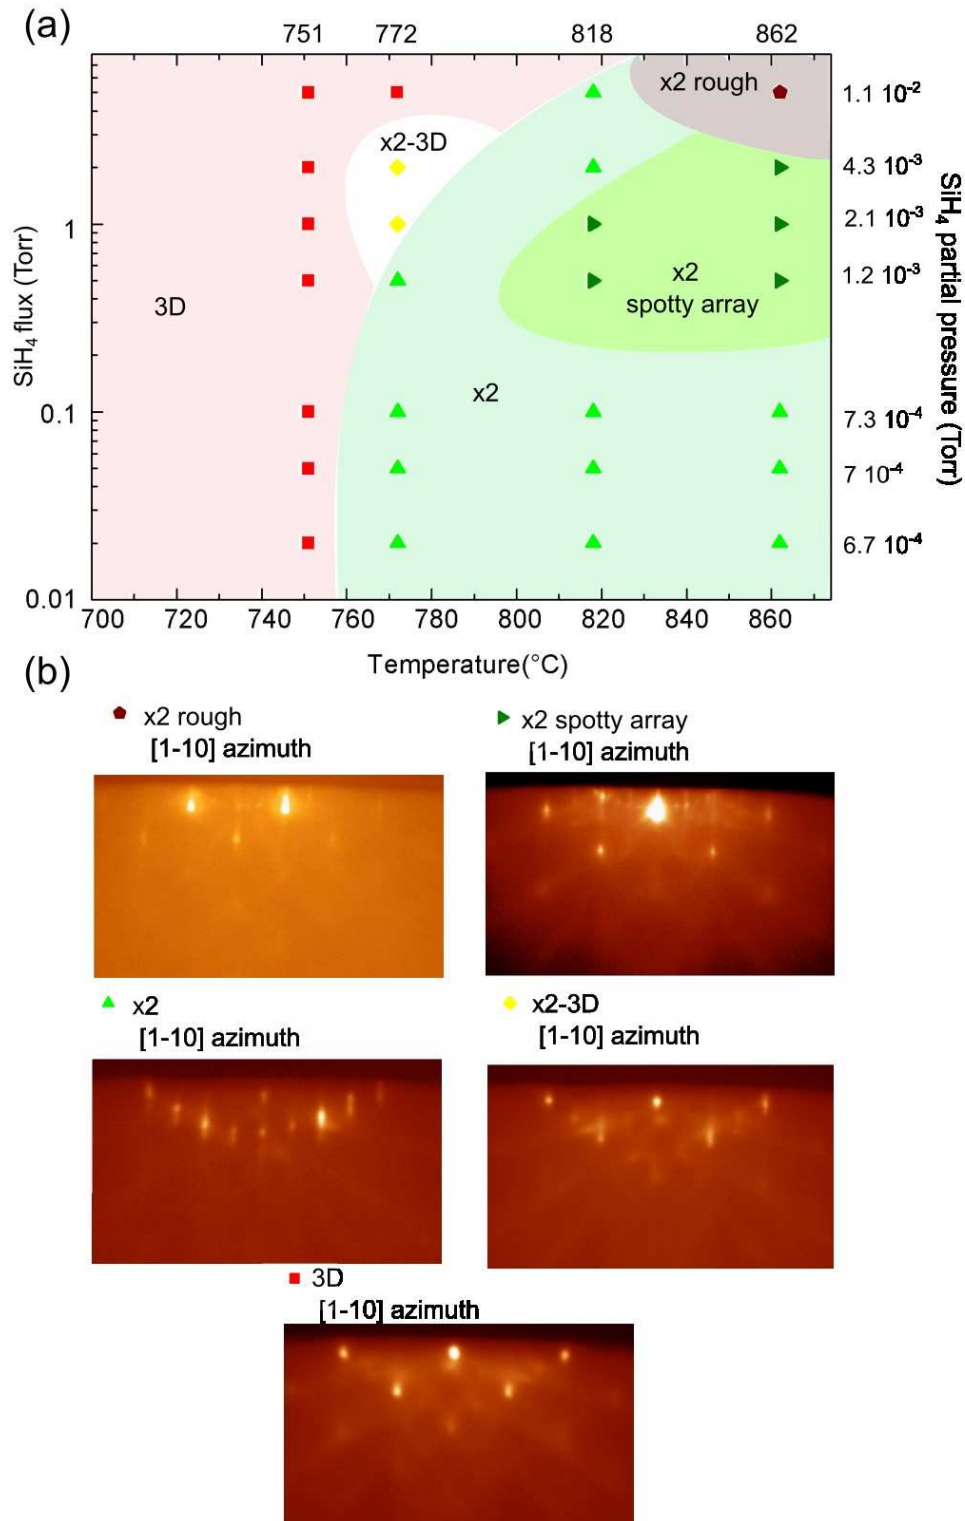 (a)
751 772 818 862
x2 rough
1.1 10⁻²
x2-3D
4.3 10⁻³
2.1 10⁻³
1
1.2 10⁻³
x2
spotty array
3D
x2
0.1
7.3 10⁻⁴
7 10⁻⁴
6.7 10⁻⁴
0.01
SiH₄ flux (Torr)
SiH₄ partial pressure (Torr)
700 720 740 760 780 800 820 840 860
Temperature(°C)
(b)
x2 rough
[1-10] azimuth
x2 spotty array
[1-10] azimuth
x2
[1-10] azimuth
x2-3D
[1-10] azimuth
3D
[1-10] azimuth